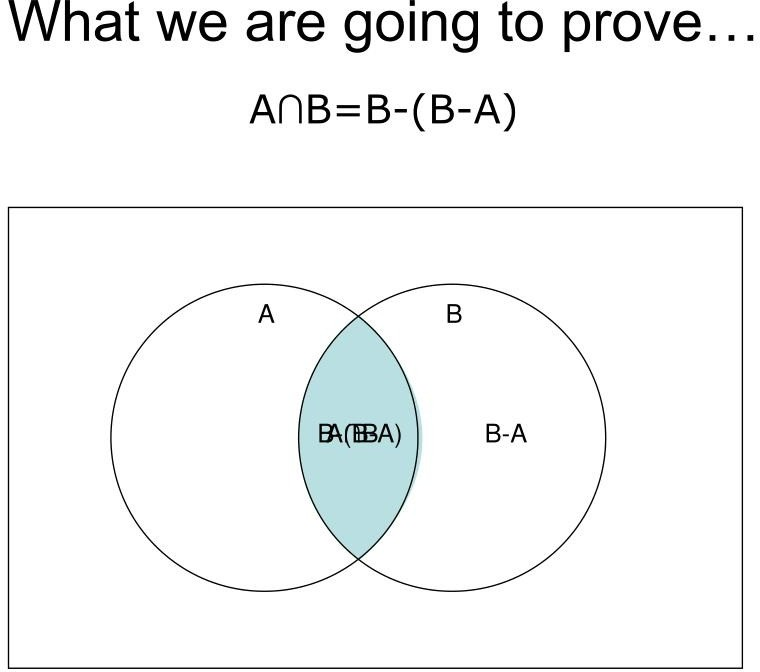 What we are going to prove…
A∩B=B-(B-A)
A
B
B-(B-A)
A∩B
B-A